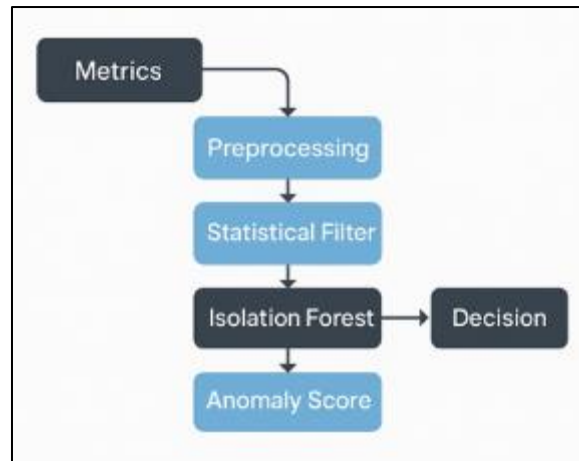 Metrics
Preprocessing
Statistical Filter
Isolation Forest
Decision
Anomaly Score